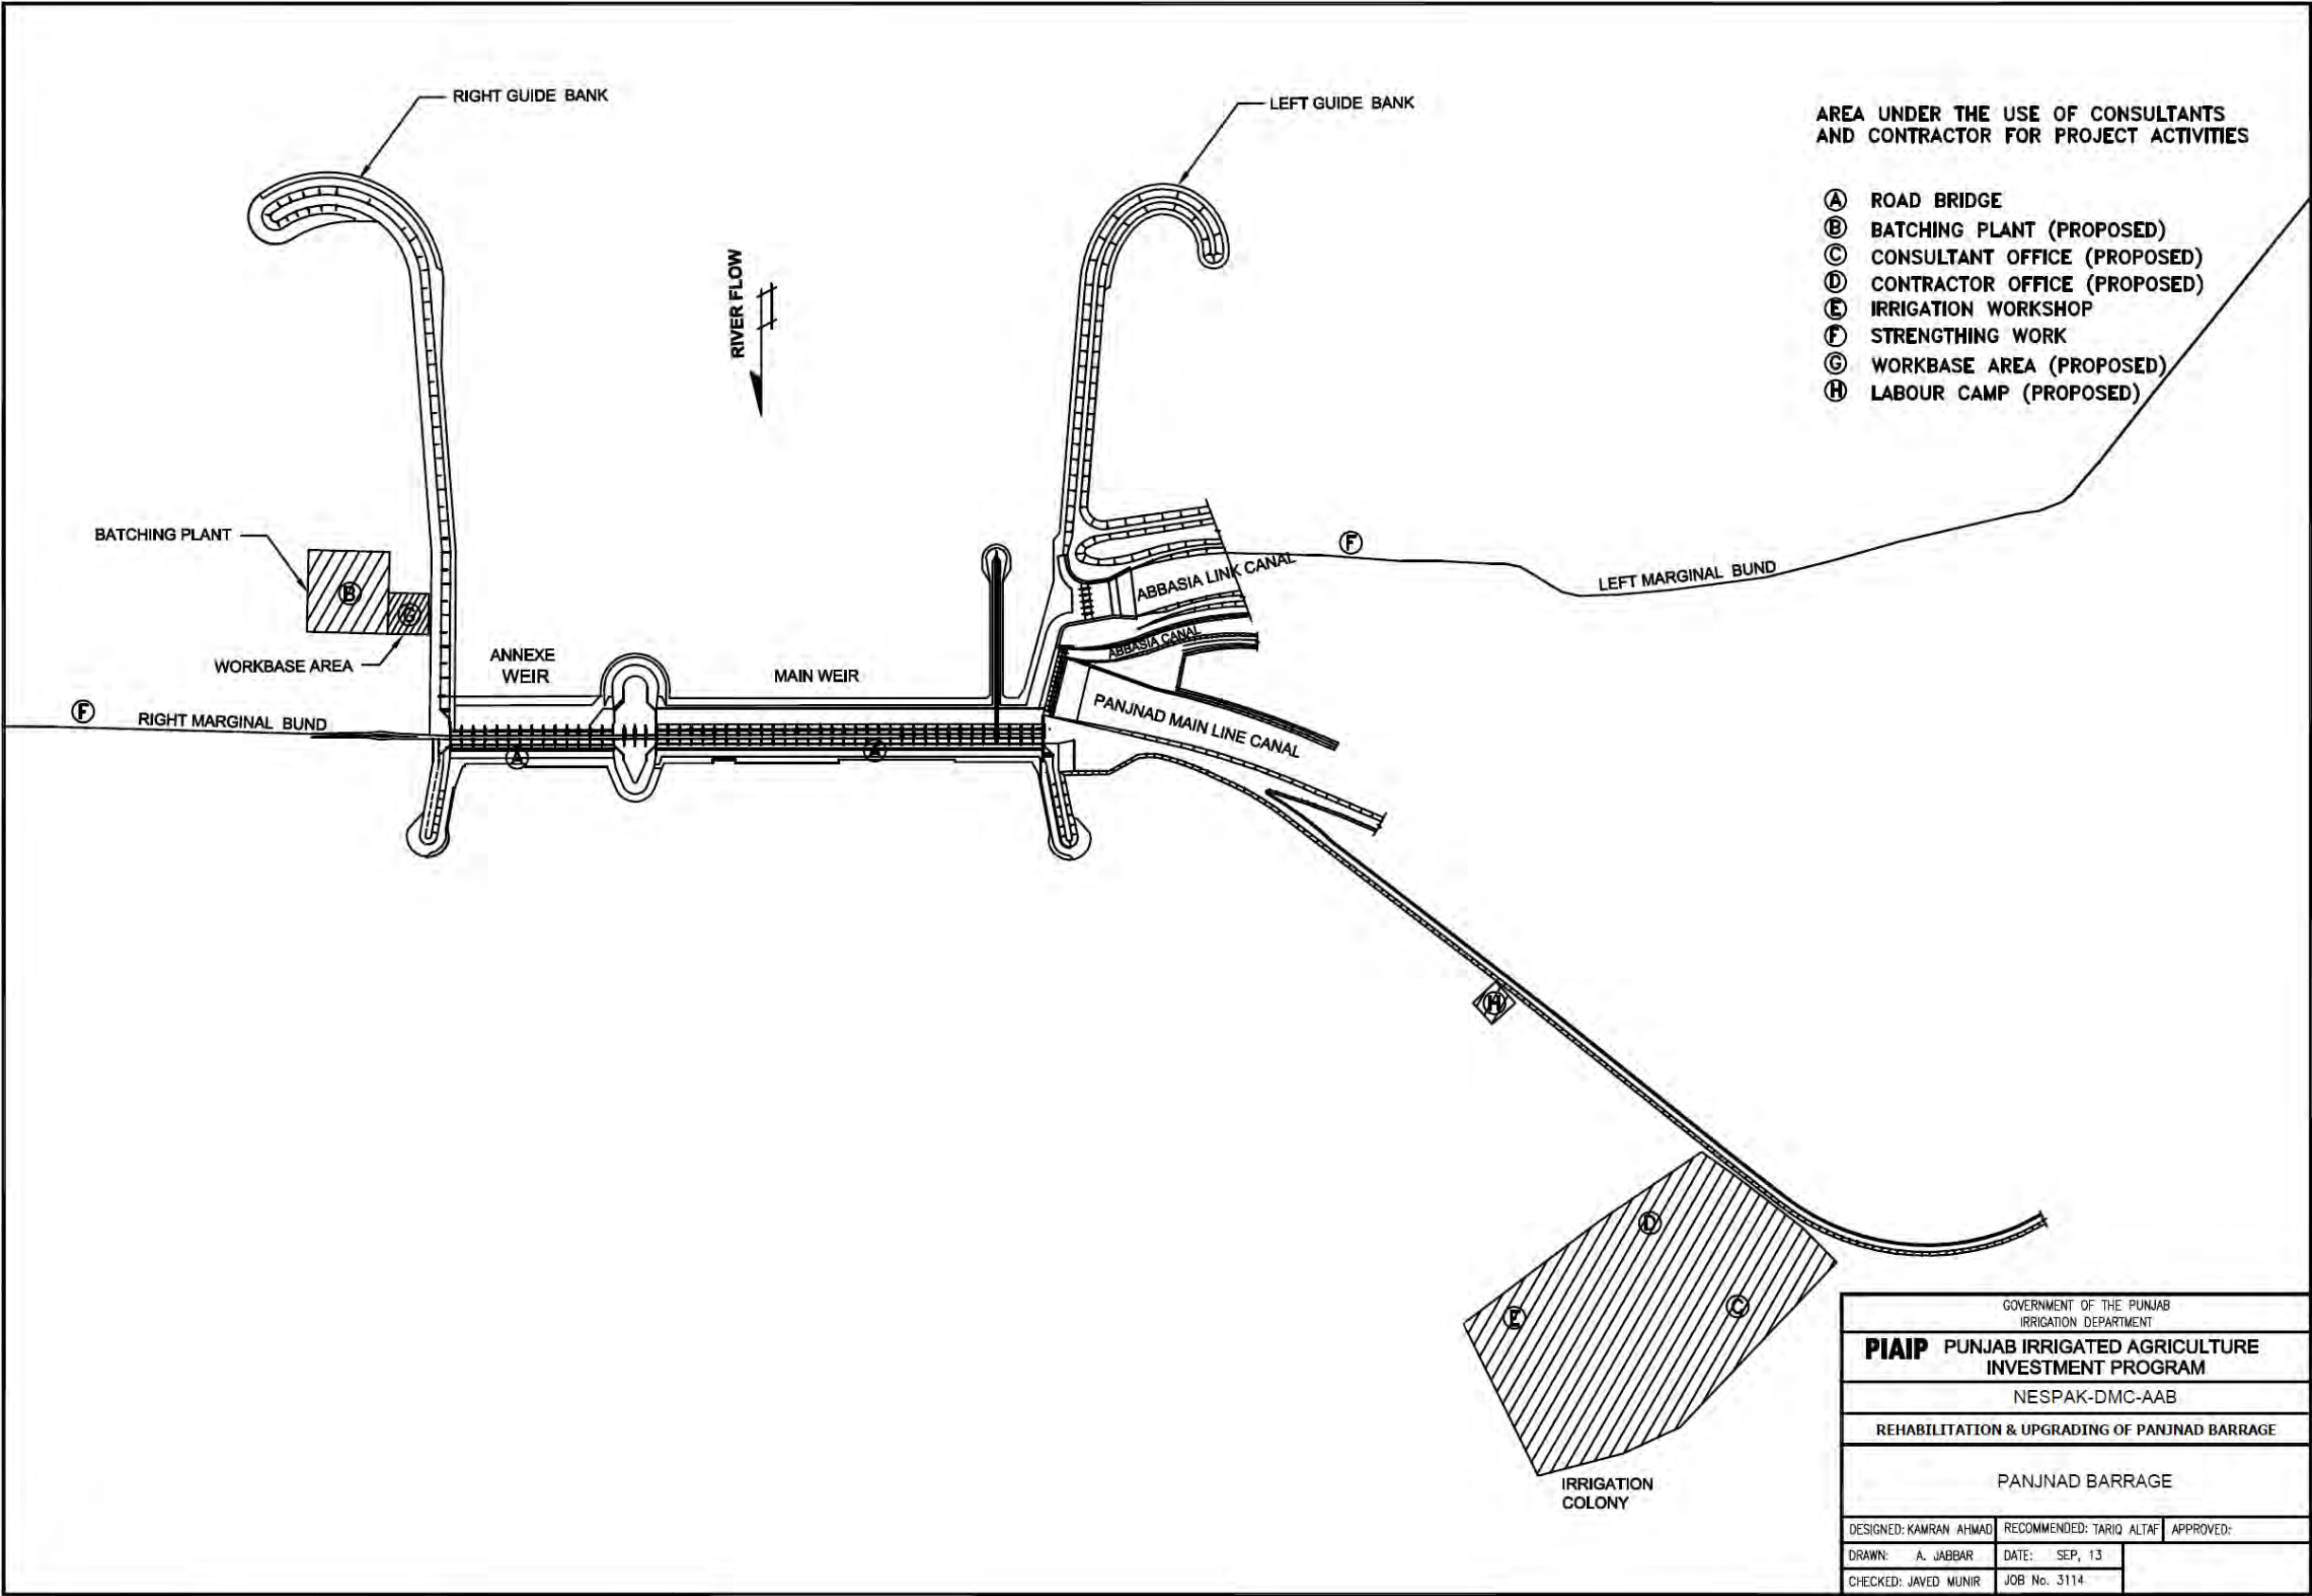 RIGHT GUIDE BANK
LEFT GUIDE BANK
AREA UNDER THE USE OF CONSULTANTS
AND CONTRACTOR FOR PROJECT ACTIVITIES
A ROAD BRIDGE
B BATCHING PLANT (PROPOSED)
C CONSULTANT OFFICE (PROPOSED)
D CONTRACTOR OFFICE (PROPOSED)
E IRRIGATION WORKSHOP
F STRENGTHING WORK
G WORKBASE AREA (PROPOSED)
H LABOUR CAMP (PROPOSED)
RIVER FLOW
BATCHING PLANT
B
G
WORKBASE AREA
ANNEXE
WEIR
MAIN WEIR
F
RIGHT MARGINAL BUND
A
A
ABBASIA LINK CANAL
ABBASIA CANAL
PANJNAD MAIN LINE CANAL
F
LEFT MARGINAL BUND
H
D
E
C
IRRIGATION
COLONY
GOVERNMENT OF THE PUNJAB
IRRIGATION DEPARTMENT
PIAIP PUNJAB IRRIGATED AGRICULTURE
INVESTMENT PROGRAM
NESPAK-DMC-AAB
REHABILITATION & UPGRADING OF PANJNAD BARRAGE
PANJNAD BARRAGE
DESIGNED: KAMRAN AHMAD RECOMMENDED: TARIQ ALTAF APPROVED:
DRAWN: A. JABBAR DATE: SEP, 13
CHECKED: JAVED MUNIR JOB No. 3114